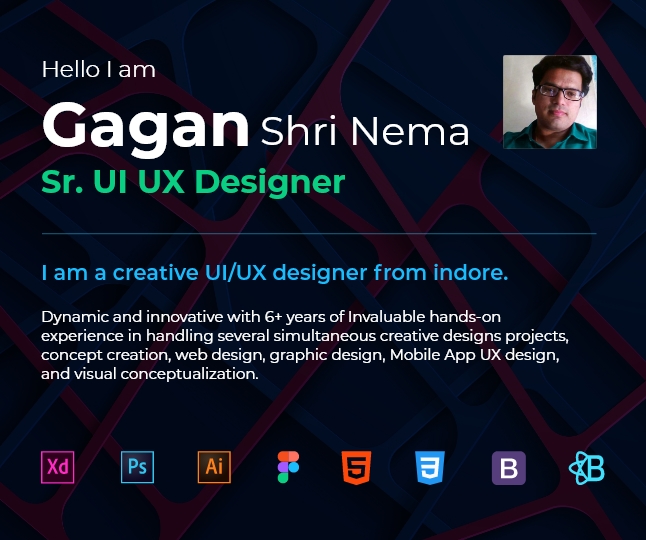 Hello I am
Gagan Shri Nema
Sr. UI UX Designer
I am a creative UI/UX designer from indore.
Dynamic and innovative with 6+ years of Invaluable hands-on
experience in handling several simultaneous creative designs projects,
concept creation, web design, graphic design, Mobile App UX design,
and visual conceptualization.
Xd Ps Ai 5 3 B B